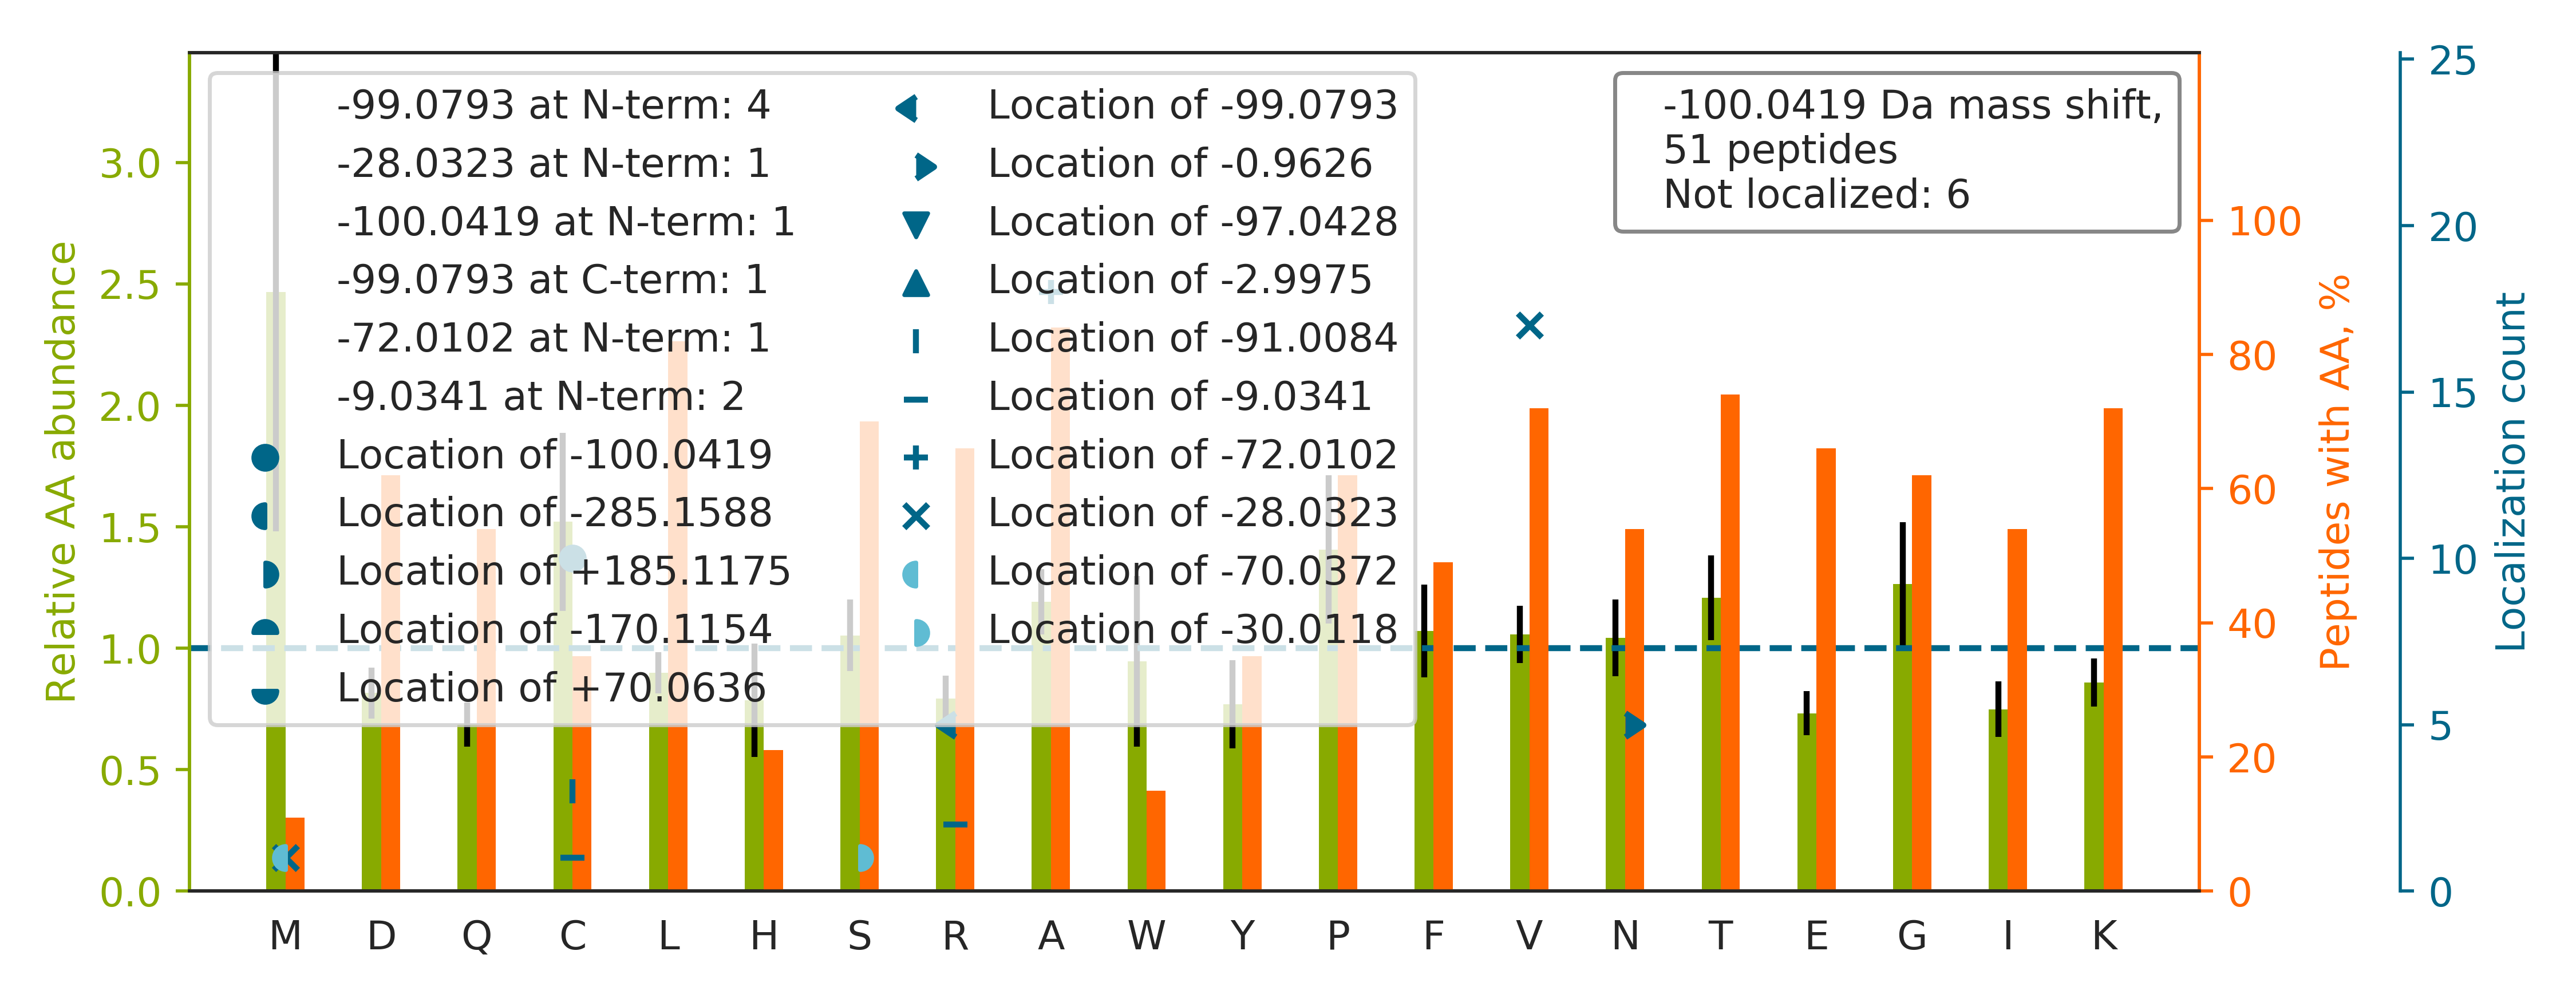 -99.0793 at N-term: 4
-28.0323 at N-term: 1
-100.0419 at N-term: 1
-99.0793 at C-term: 1
-72.0102 at N-term: 1
-9.0341 at N-term: 2
Location of -100.0419
Location of -285.1588
Location of +185.1175
Location of -170.1154
Location of +70.0636
Location of -99.0793
Location of -0.9626
Location of -97.0428
Location of -2.9975
Location of -91.0084
Location of -9.0341
Location of -72.0102
Location of -28.0323
Location of -70.0372
Location of -30.0118
-100.0419 Da mass shift,
51 peptides
Not localized: 6
Relative AA abundance
3.0
2.5
2.0
1.5
1.0
0.5
0.0
M D Q C L H S R A W Y P F V N T E G I K
100
80
60
40
20
0
Peptides with AA, %
25
20
15
10
5
0
Localization count